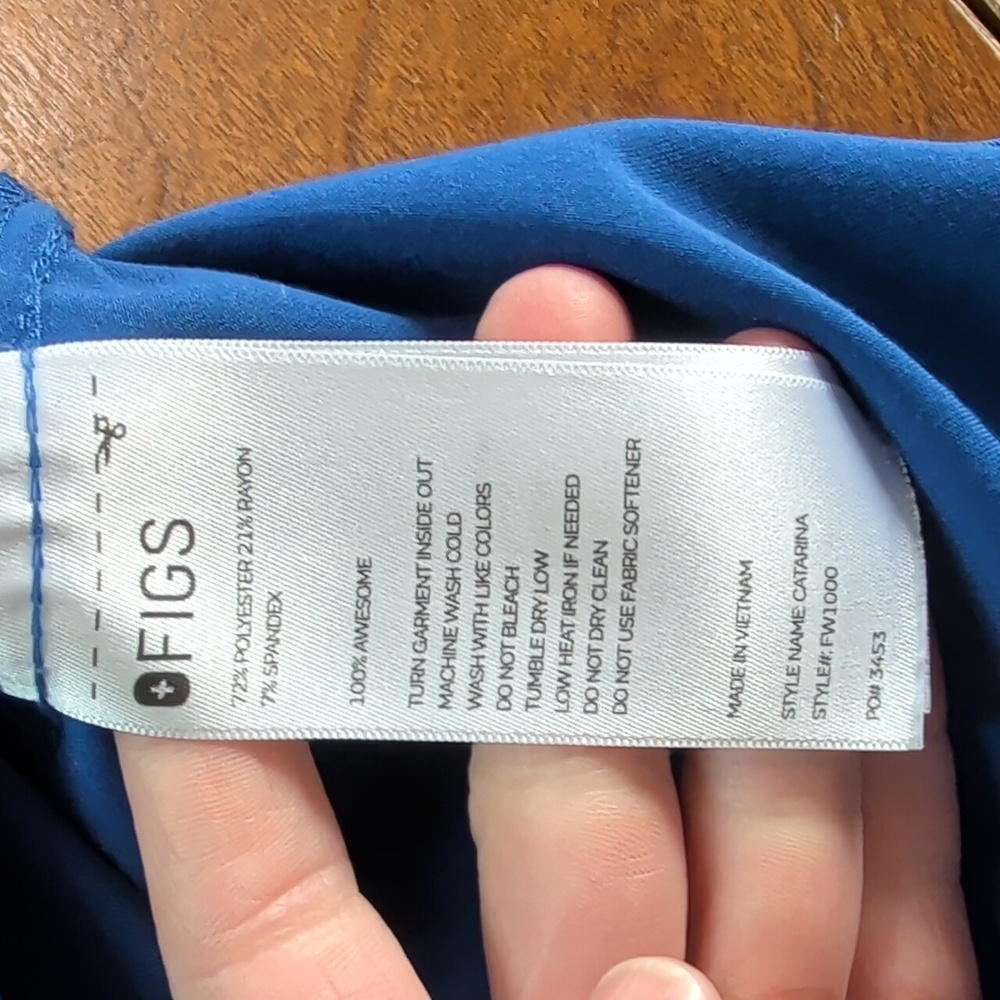 FIGS
72% POLYESTER 21% RAYON
7% SPANDEX
100% AWESOME
TURN GARMENT INSIDE OUT
MACHINE WASH COLD
WASH WITH LIKE COLORS
DO NOT BLEACH
TUMBLE DRY LOW
LOW HEAT IRON IF NEEDED
DO NOT DRY CLEAN
DO NOT USE FABRIC SOFTENER
MADE IN VIETNAM
STYLE NAME: CATARINA
STYLE#: FW1000
PO# 3453